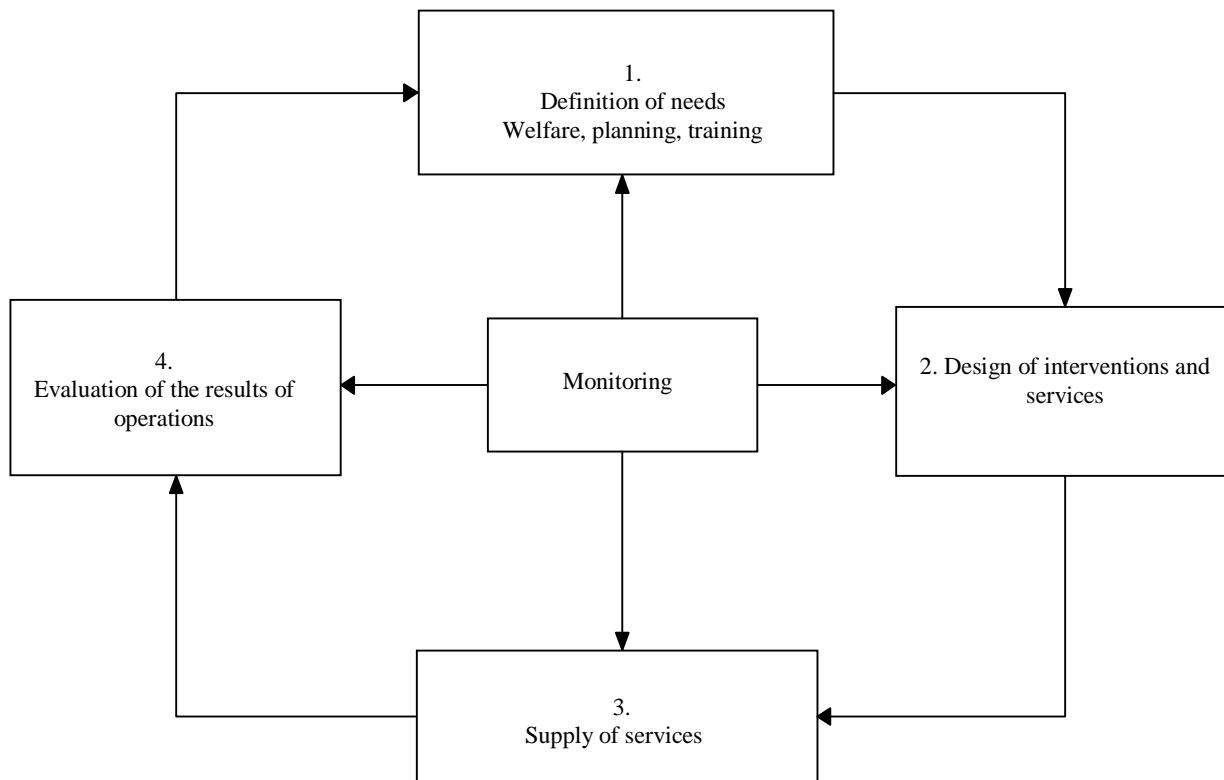 1.
Definition of needs
Welfare, planning, training
4.
Evaluation of the results of
operations
Monitoring
2. Design of interventions and
services
3.
Supply of services